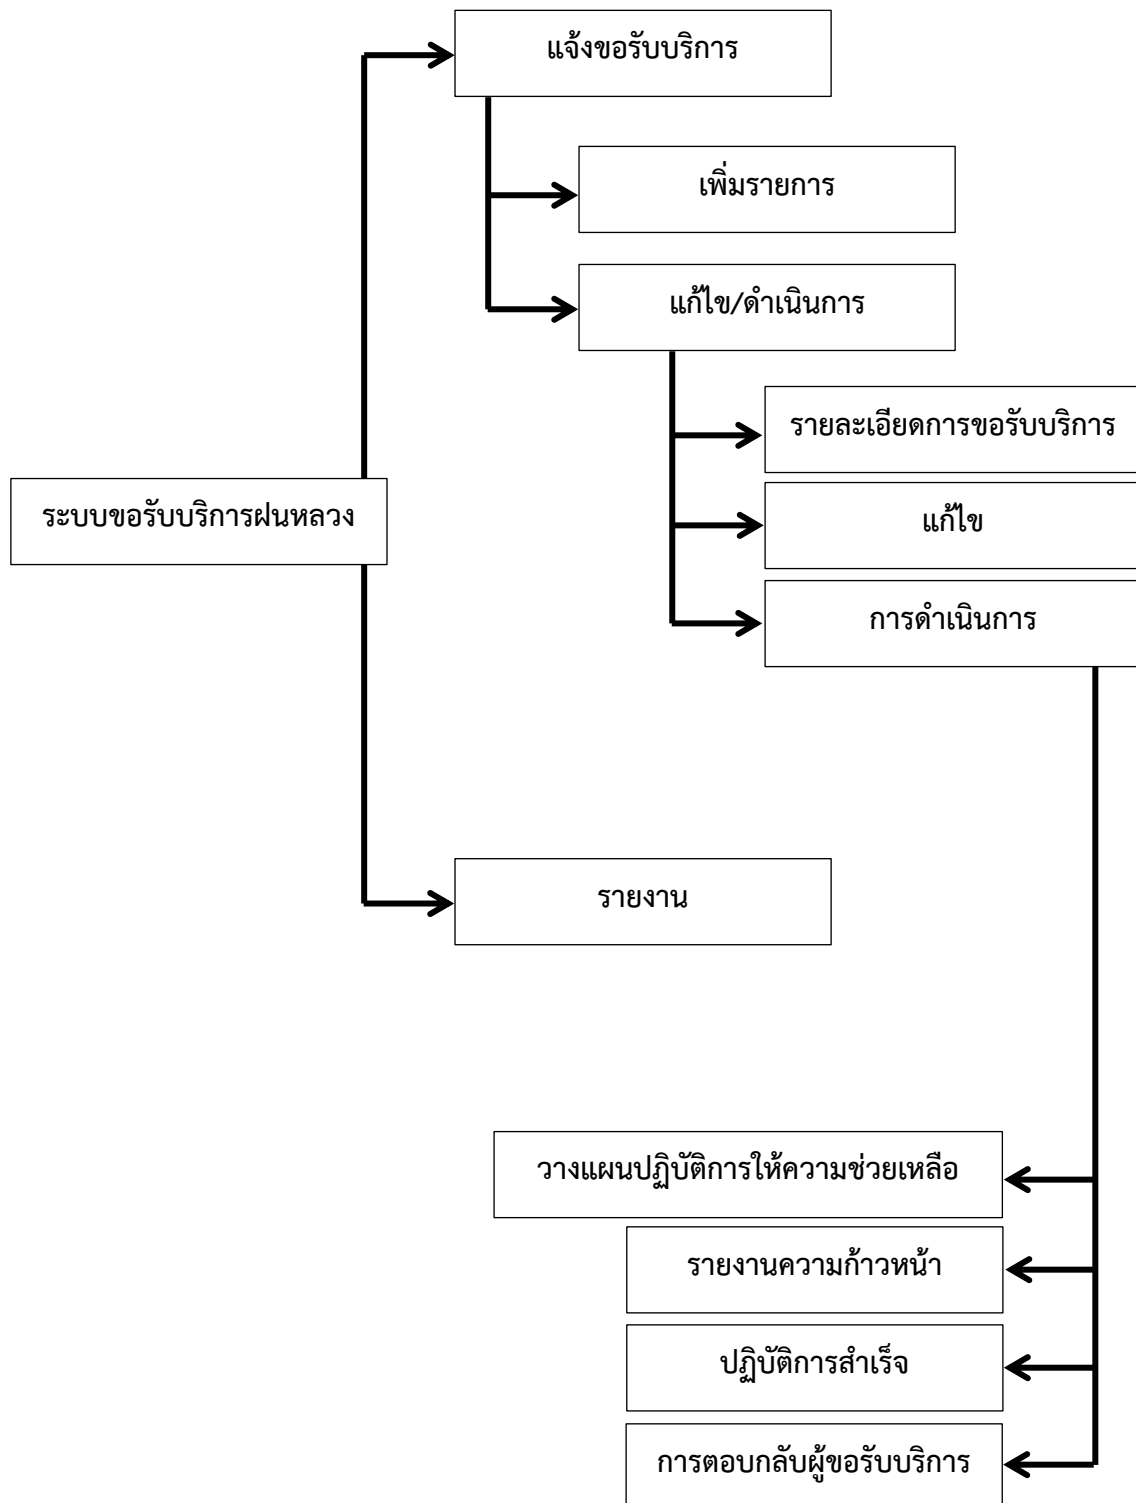 แจ้งขอรับบริการ
เพิ่มรายการ
แก้ไข/ดำเนินการ
รายละเอียดการขอรับบริการ
ระบบขอรับบริการฝนหลวง
แก้ไข
การดำเนินการ
รายงาน
วางแผนปฏิบัติการให้ความช่วยเหลือ
รายงานความก้าวหน้า
ปฏิบัติการสำเร็จ
การตอบกลับผู้ขอรับบริการ